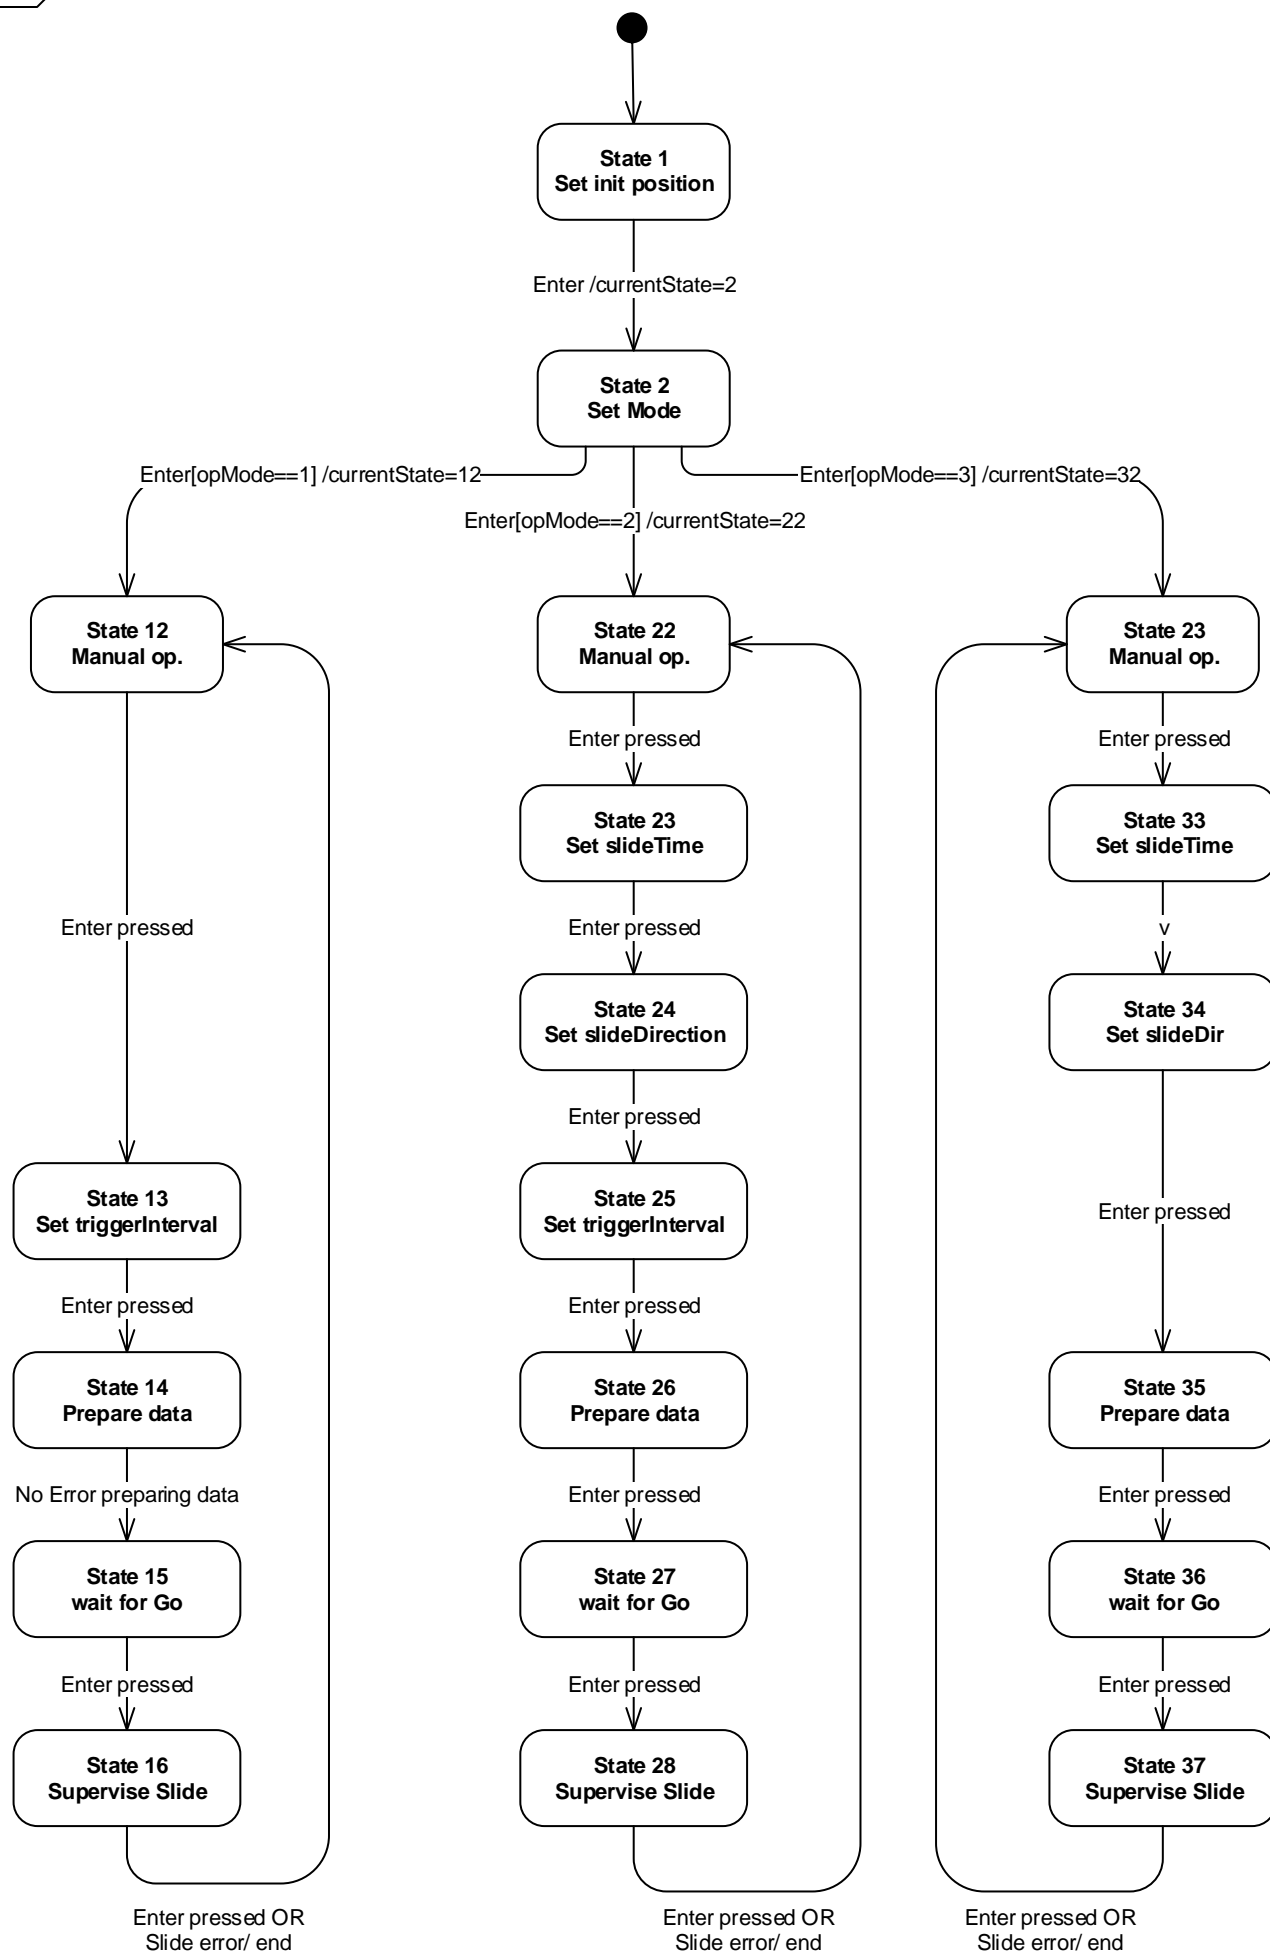 State 1
Set init position
Enter /currentState=2
State 2
Set Mode
Enter[opMode==1] /currentState=12
Enter[opMode==3] /currentState=32
Enter[opMode==2] /currentState=22
State 12
Manual op.
State 22
Manual op.
State 23
Manual op.
Enter pressed
Enter pressed
State 23
Set slideTime
State 33
Set slideTime
Enter pressed
Enter pressed
v
State 24
Set slideDirection
State 34
Set slideDir
Enter pressed
State 13
Set triggerInterval
State 25
Set triggerInterval
Enter pressed
Enter pressed
Enter pressed
State 14
Prepare data
State 26
Prepare data
State 35
Prepare data
No Error preparing data
Enter pressed
Enter pressed
State 15
wait for Go
State 27
wait for Go
State 36
wait for Go
Enter pressed
Enter pressed
Enter pressed
State 16
Supervise Slide
State 28
Supervise Slide
State 37
Supervise Slide
Enter pressed OR
Slide error/ end
Enter pressed OR
Slide error/ end
Enter pressed OR
Slide error/ end